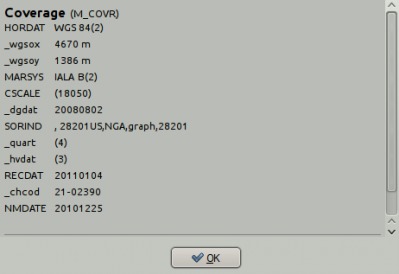 Coverage (M_COVR)
HORDAT WGS 84(2)
_wgsox 4670 m
_wgsoy 1386 m
MARSYS IALA B(2)
CSCALE (18050)
_dgdat 20080802
SORIND , 28201US,NGA,graph,28201
_quart (4)
_hvdat (3)
RECDAT 20110104
_chcod 21-02390
NMDATE 20101225
OK